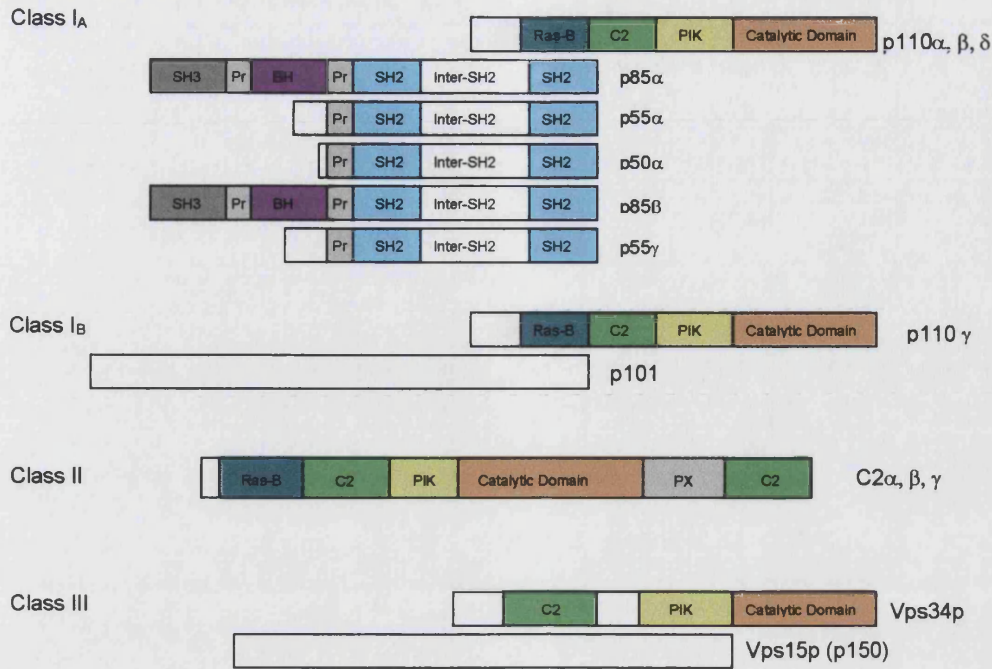 Class IA
Ras-B C2 PIK Catalytic Domain p110α, β, δ
SH3 Pr BH Pr SH2 Inter-SH2 SH2 p85α
Pr SH2 Inter-SH2 SH2 p55α
Pr SH2 Inter-SH2 SH2 p50α
SH3 Pr BH Pr SH2 Inter-SH2 SH2 p85β
Pr SH2 Inter-SH2 SH2 p55γ
Class IB
Ras-B C2 PIK Catalytic Domain p110 γ
p101
Class II Ras-B C2 PIK Catalytic Domain PX C2 C2α, β, γ
Class III C2 PIK Catalytic Domain Vps34p
Vps15p (p150)